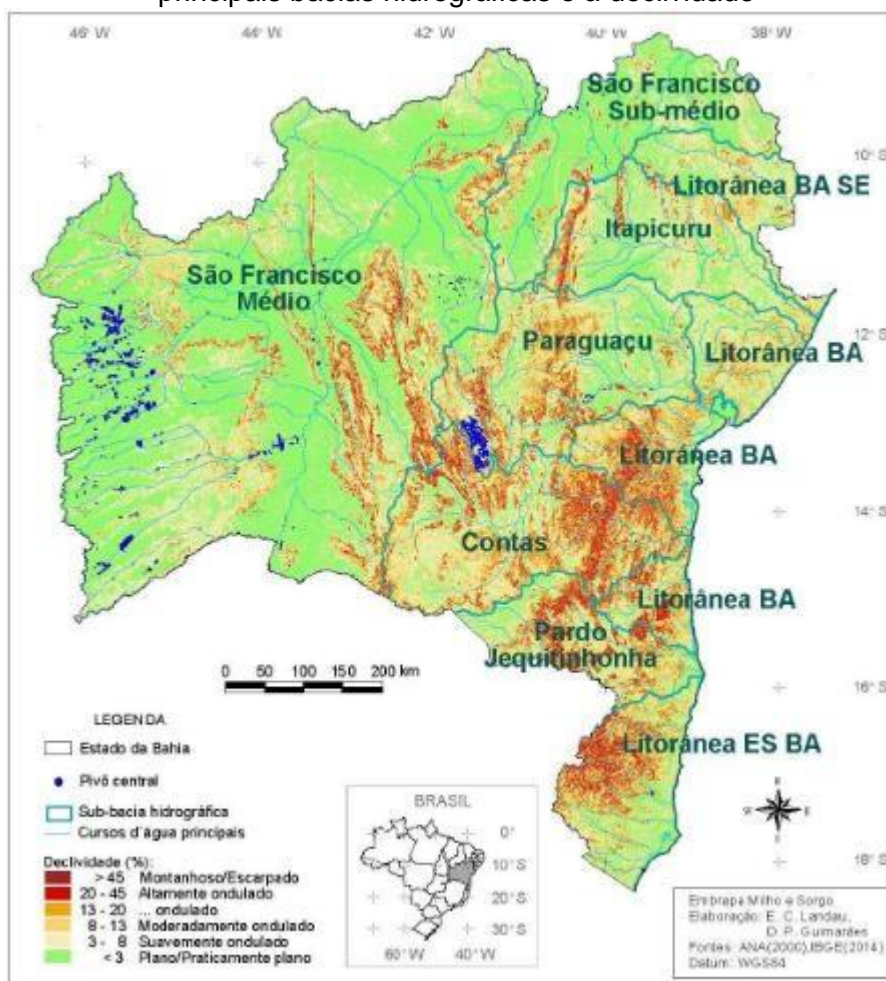 principais bacias hidrográficas e a declividade
46° W 44° W 42° W 40° W 38° W
São Francisco
Sub-médio
10° S
Litorânea BA SE
Itapicuru
São Francisco
Médio
Paraguaçu
12° S
Litorânea BA
Litorânea BA
14° S
Contas
Litorânea BA
Pardo
Jequitinhonha
0 50 100 150 200 km
16° S
LEGENDA
Litorânea ES BA
Estado da Bahia
Pivô central
Sub-bacia hidrográfica
Cursos d'água principais
BRASIL
0°
10° S
20° S
30° S
60° W 40° W
18° S
Declividade (%):
> 45 Montanhoso/Escarpado
20 - 45 Altamente ondulado
13 - 20 ... ondulado
8 - 13 Moderadamente ondulado
3 - 8 Suavemente ondulado
< 3 Plano/Praticamente plano
Embrapa Milho e Sorgo
Elaboração: E. C. Landau,
D. P. Guimarães
Fontes: ANA(2000),IBGE(2014)
Datum: WGS84